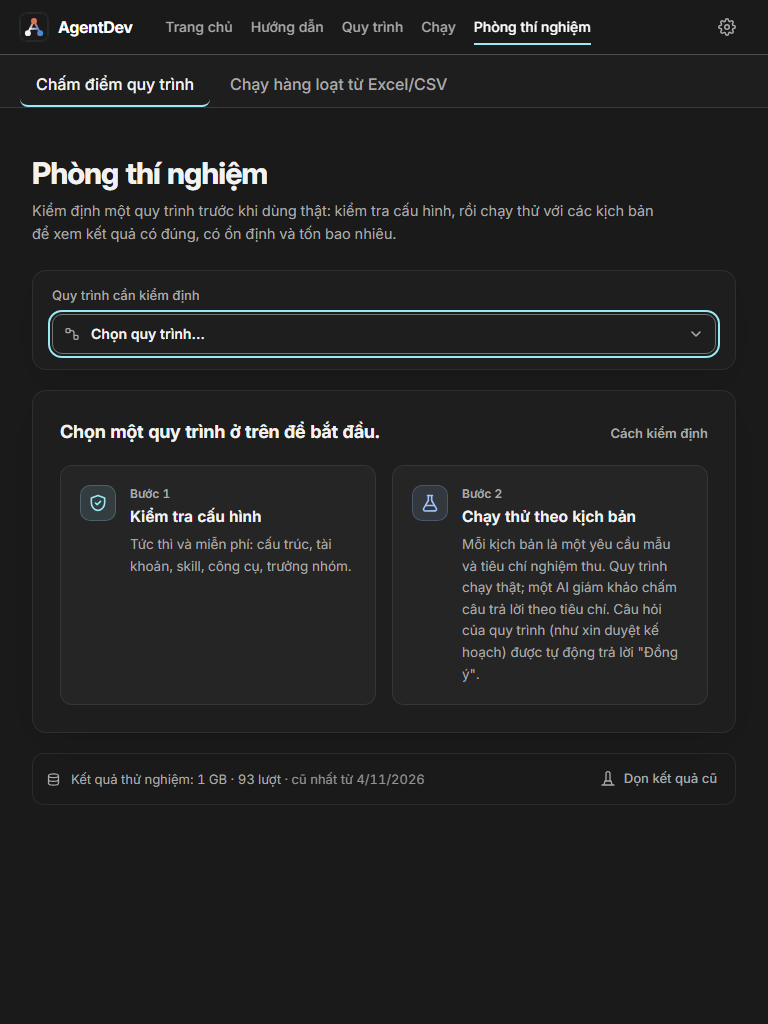 AgentDev
Trang chủ
Hướng dẫn
Quy trình
Chạy
Phòng thí nghiệm
Chấm điểm quy trình
Chạy hàng loạt từ Excel/CSV
Phòng thí nghiệm
Kiểm định một quy trình trước khi dùng thật: kiểm tra cấu hình, rồi chạy thử với các kịch bản
để xem kết quả có đúng, có ổn định và tốn bao nhiêu.
Quy trình cần kiểm định
Chọn quy trình...
Chọn một quy trình ở trên để bắt đầu.
Cách kiểm định
Bước 1
Kiểm tra cấu hình
Tức thì và miễn phí: cấu trúc, tài
khoản, skill, công cụ, trưởng nhóm.
Bước 2
Chạy thử theo kịch bản
Mỗi kịch bản là một yêu cầu mẫu
và tiêu chí nghiệm thu. Quy trình
chạy thật; một AI giám khảo chấm
câu trả lời theo tiêu chí. Câu hỏi
của quy trình (như xin duyệt kế
hoạch) được tự động trả lời "Đồng
ý".
Kết quả thử nghiệm: 1 GB · 93 lượt · cũ nhất từ 4/11/2026
Dọn kết quả cũ